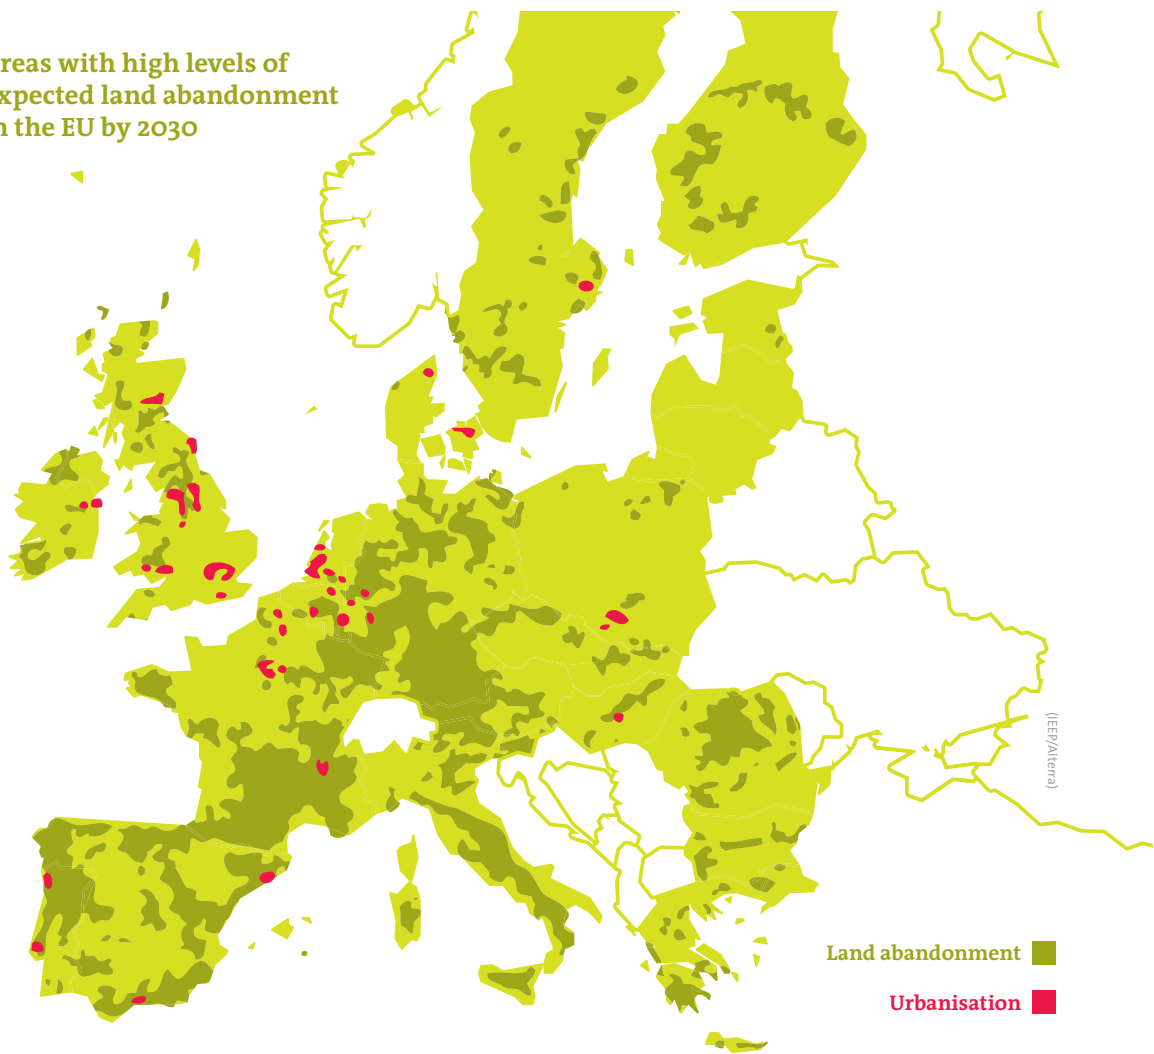 reas with high levels of
xpected land abandonment
n the EU by 2030
(IEEP/Alterra)
Land abandonment
Urbanisation